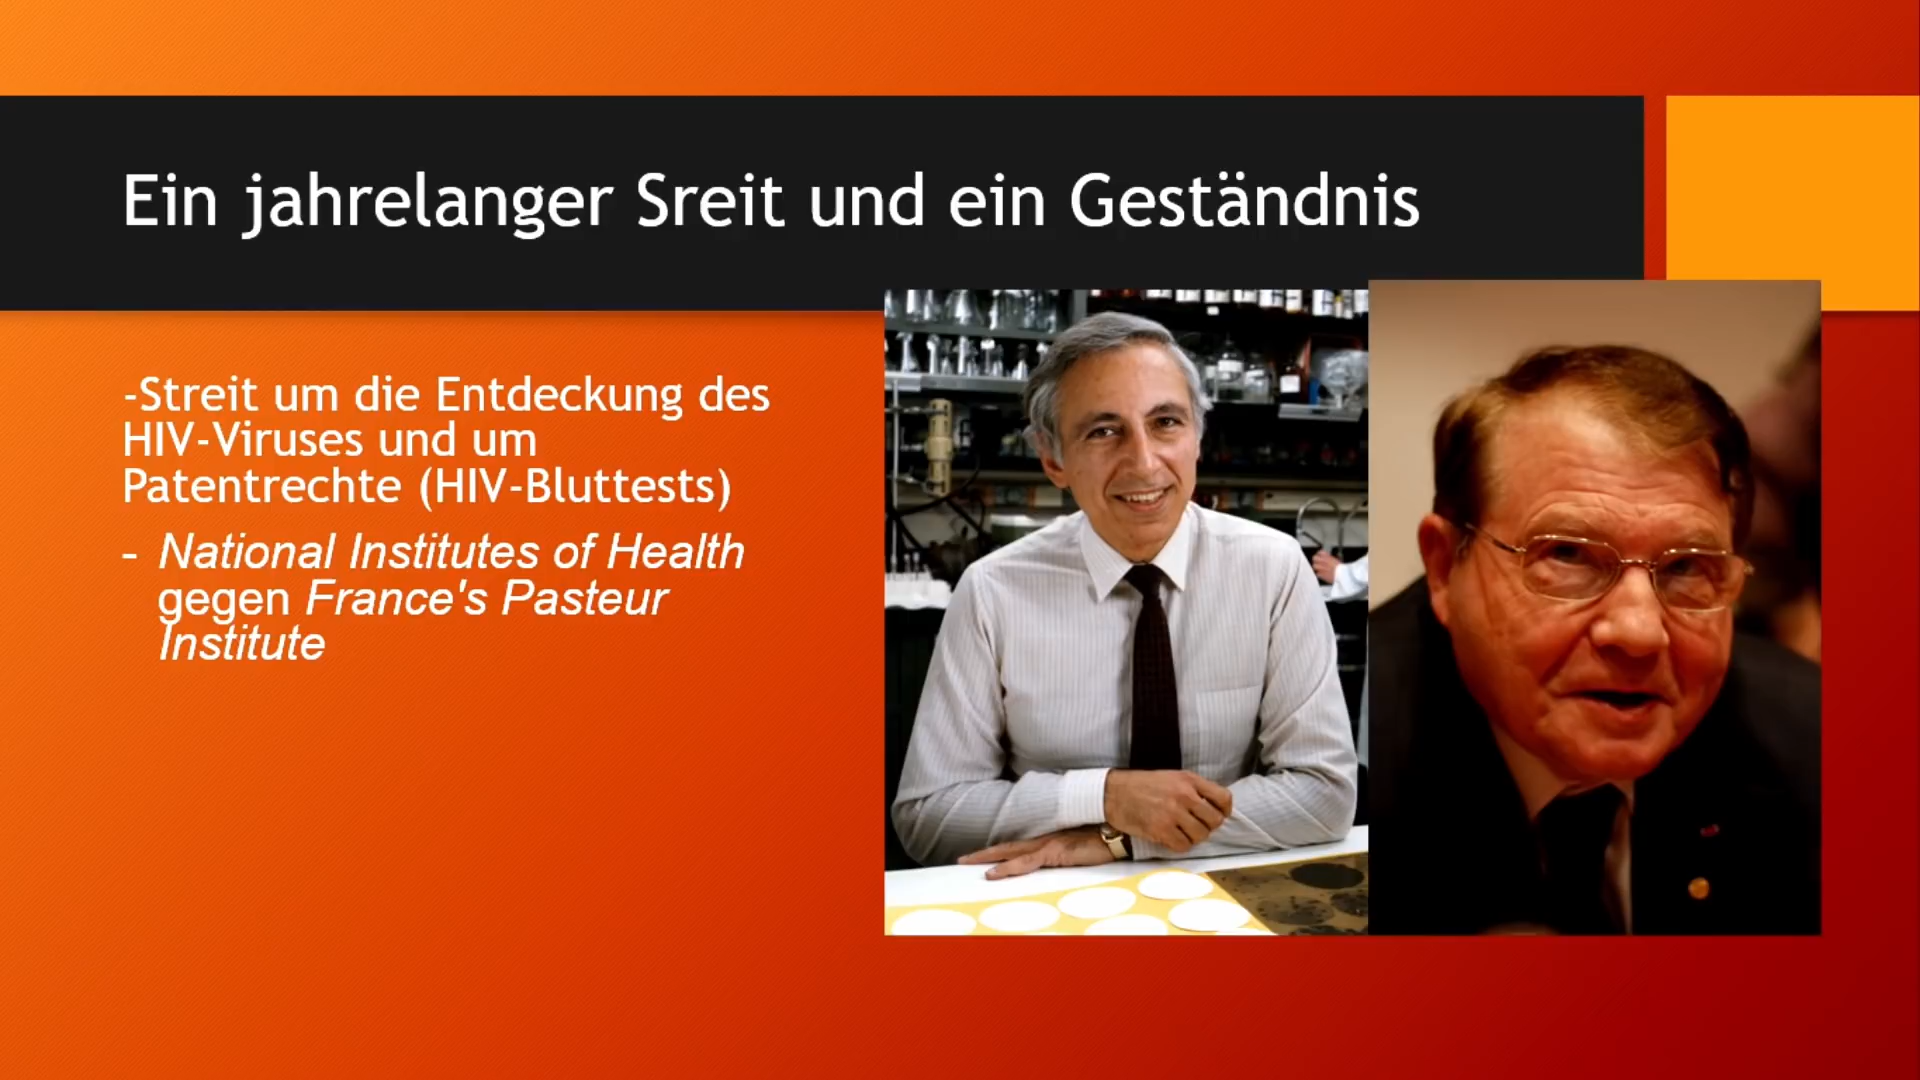 Ein jahrelanger Sreit und ein Geständnis
-Streit um die Entdeckung des
HIV-Viruses und um
Patentrechte (HIV-Bluttests)
- National Institutes of Health
gegen France's Pasteur
Institute